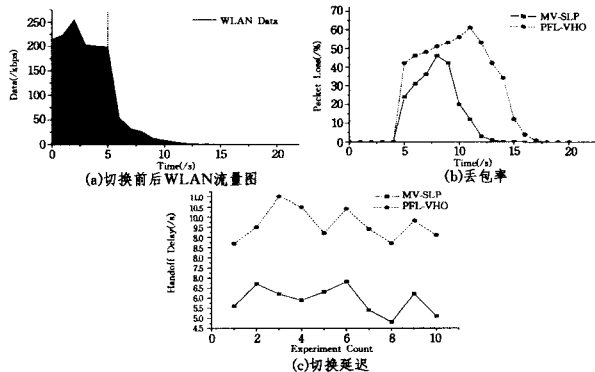 250
200
150
100
50
0
Data(/kbps)
WLAN Data
0 5 10 15 20
Time(/s)
(a)切换前后WLAN流量图
70
60
50
40
30
20
10
0
Packet Loss(/%)
MV-SLP
PFL-VHO
0 5 10 15 20
Time(/s)
(b)丢包率
MV-SLP
PFL-VHO
11.0
10.5
10.0
9.5
9.0
8.5
8.0
7.5
7.0
6.5
6.0
5.5
5.0
4.5
Handoff Delay(/s)
0 2 4 6 8 10
Experiment Count
(c)切换延迟